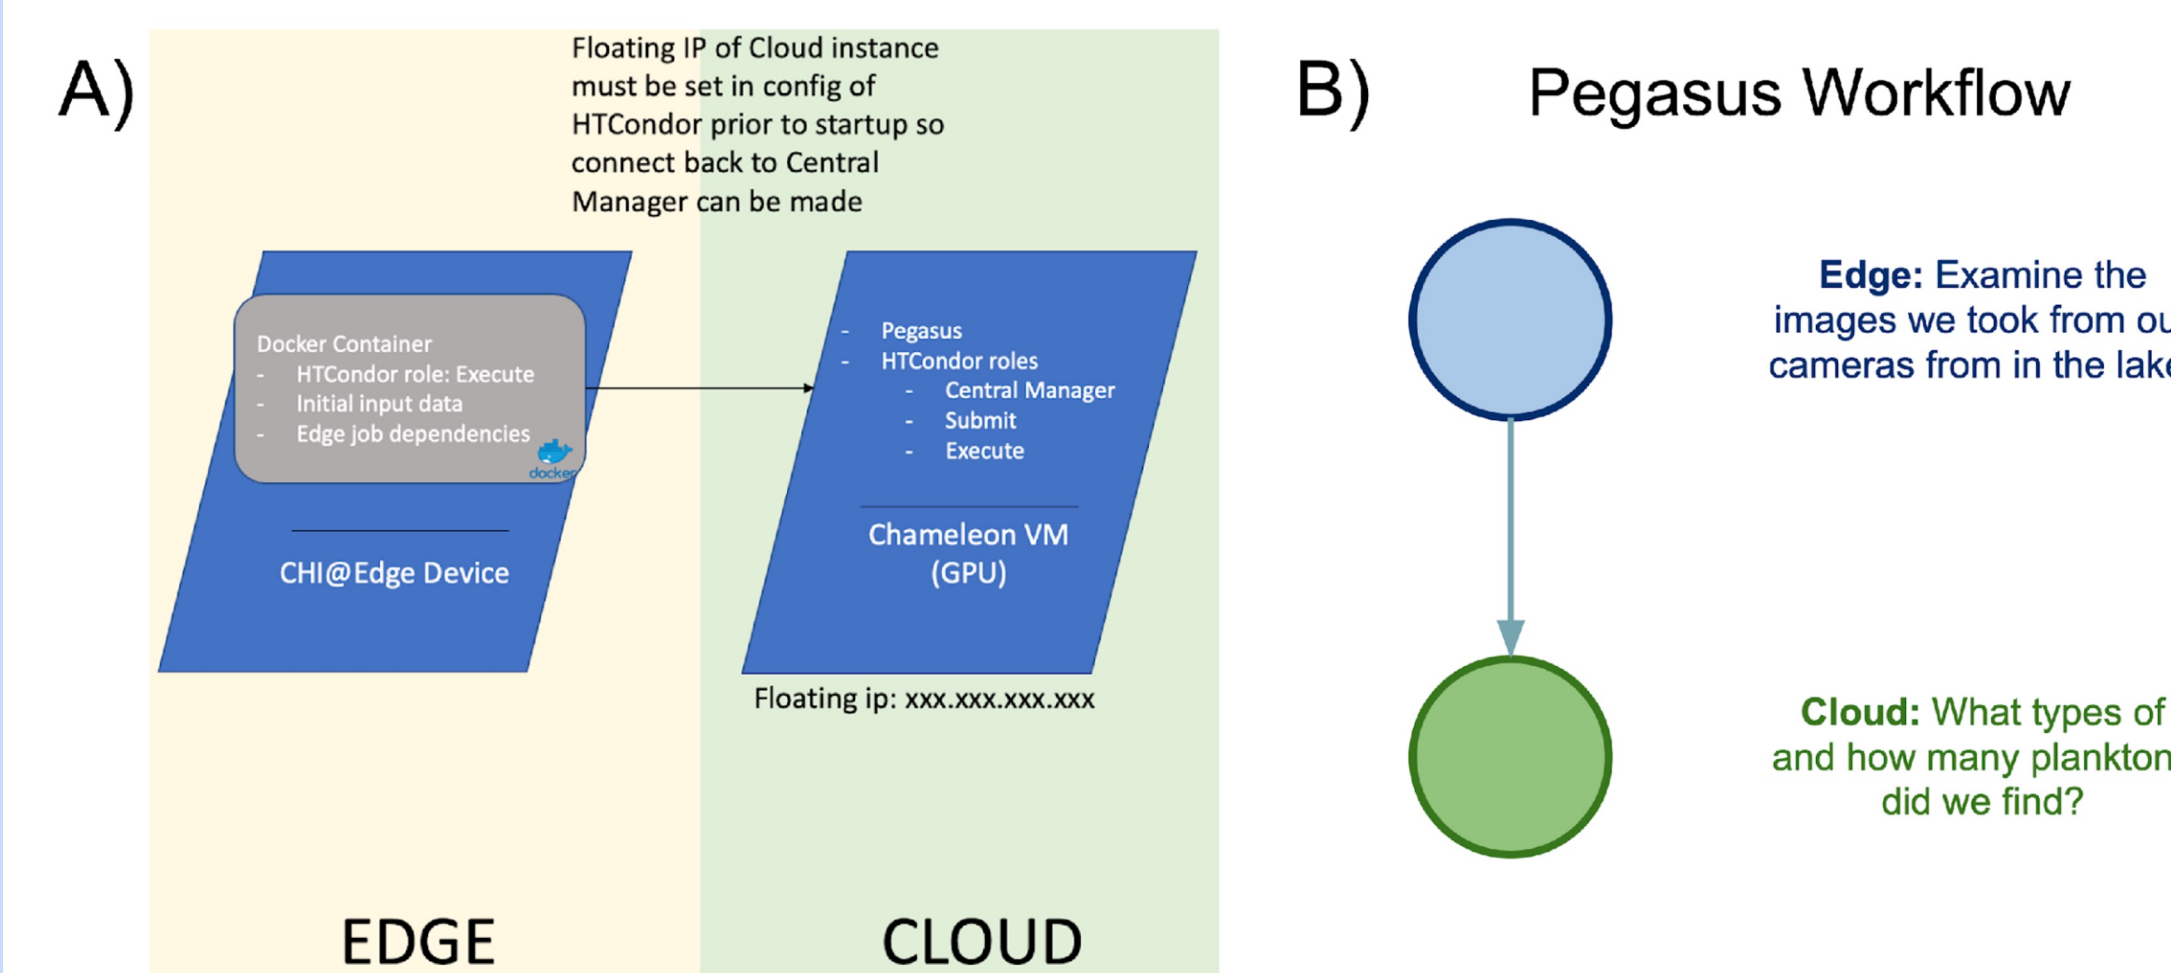 A)
Floating IP of Cloud instance
must be set in config of
HTCondor prior to startup so
connect back to Central
Manager can be made
Docker Container
- HTCondor role: Execute
- Initial input data
- Edge job dependencies
docker
CHI@Edge Device
- Pegasus
- HTCondor roles
- Central Manager
- Submit
- Execute
Chameleon VM
(GPU)
Floating ip: xxx.xxx.xxx.xxx
EDGE
CLOUD
B)
Pegasus Workflow
Edge: Examine the
images we took from
cameras from in the
Cloud: What types of
and how many plankton
did we find?